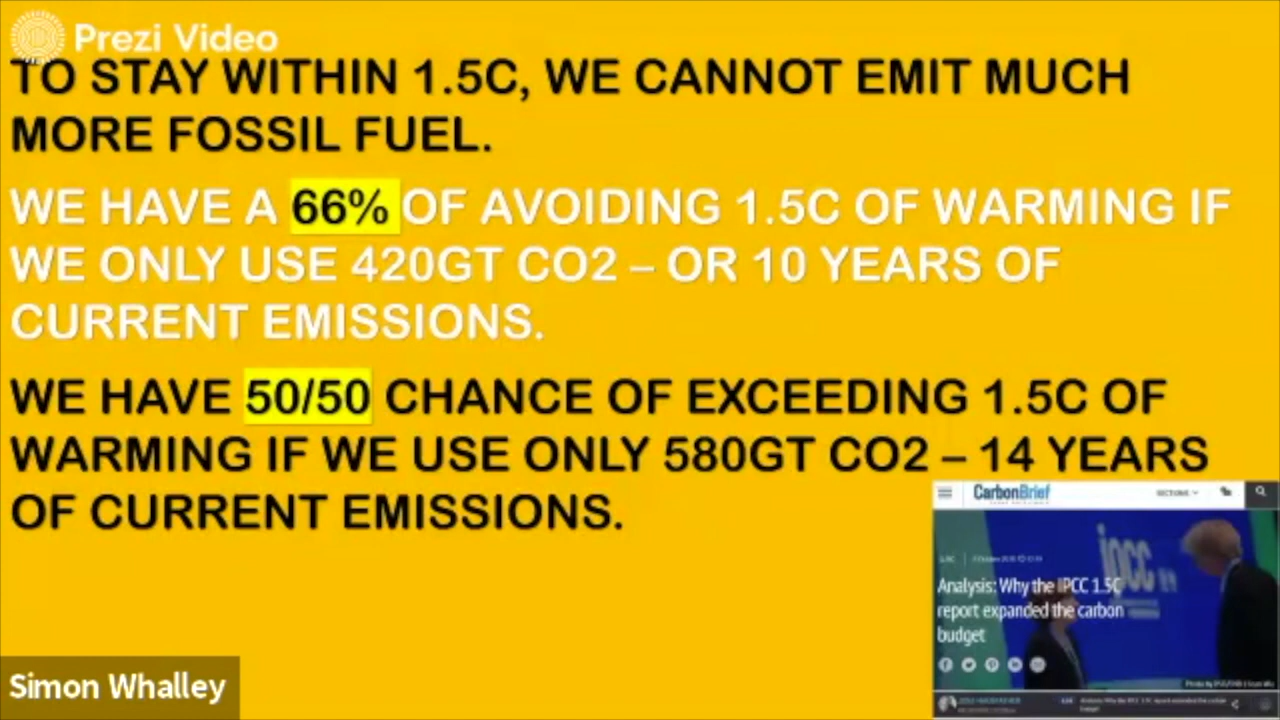 Prezi Video
TO STAY WITHIN 1.5C, WE CANNOT EMIT MUCH
MORE FOSSIL FUEL.
WE HAVE A 66% OF AVOIDING 1.5C OF WARMING IF
WE ONLY USE 420GT CO2 – OR 10 YEARS OF
CURRENT EMISSIONS.
WE HAVE 50/50 CHANCE OF EXCEEDING 1.5C OF
WARMING IF WE USE ONLY 580GT CO2 – 14 YEARS
OF CURRENT EMISSIONS.
CarbonBrief
SECTIONS
ipcc
Analysis: Why the IPCC 1.5C
report expanded the carbon
budget
Simon Whalley